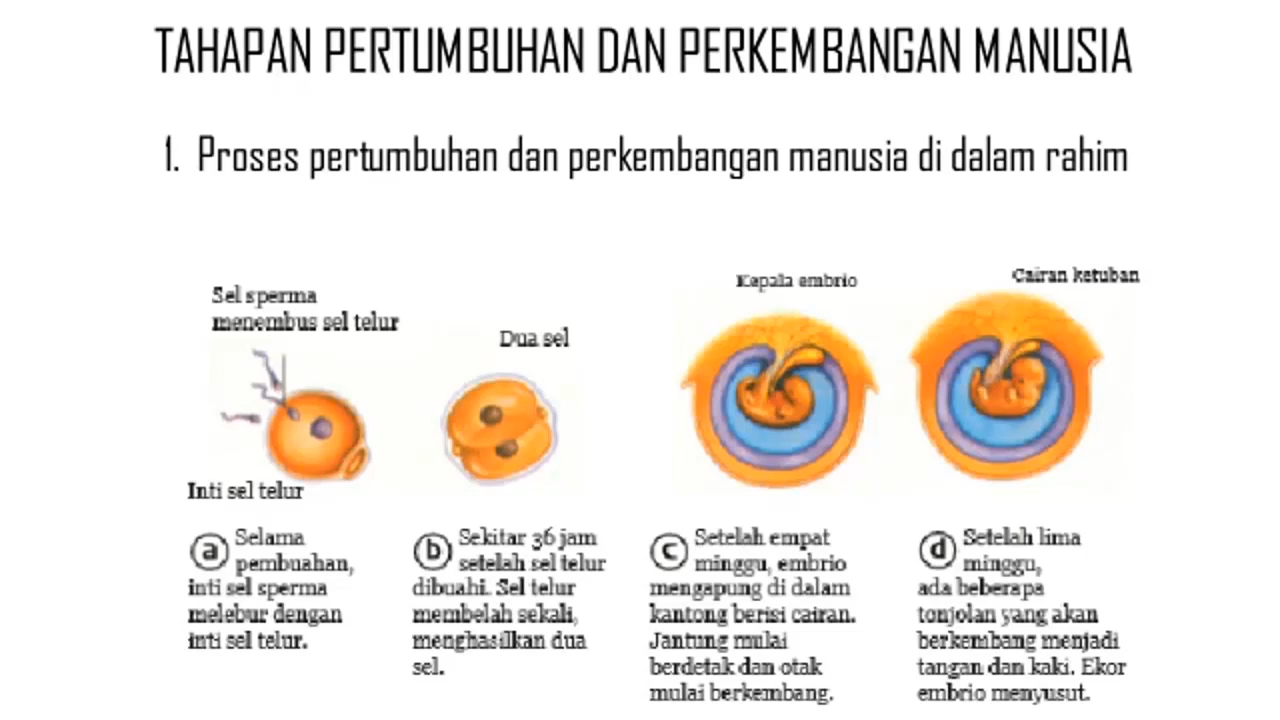 TAHAPAN PERTUMBUHAN DAN PERKEMBANGAN MANUSIA
1. Proses pertumbuhan dan perkembangan manusia di dalam rahim
Sel sperma
menembus sel telur
Inti sel telur
Dua sel
Kepala embrio
Cairan ketuban
a Selama
pembuahan,
inti sel sperma
melebur dengan
inti sel telur.
b Sekitar 36 jam
setelah sel telur
dibuahi. Sel telur
membelah sekali,
menghasilkan dua
sel.
c Setelah empat
minggu, embrio
mengapung di dalam
kantong berisi cairan.
Jantung mulai
berdetak dan otak
mulai berkembang.
d Setelah lima
minggu,
ada beberapa
tonjolan yang akan
berkembang menjadi
tangan dan kaki. Ekor
embrio menyusut.